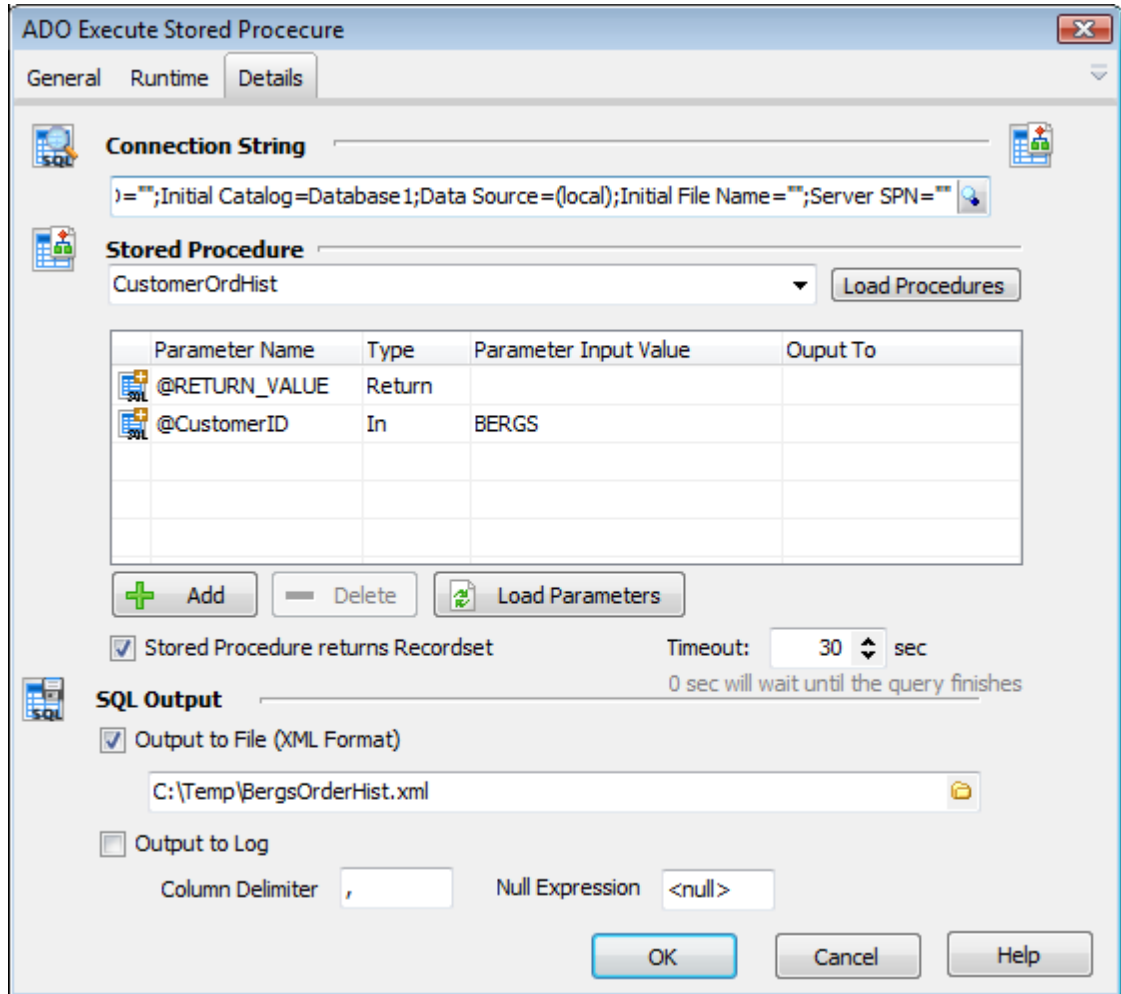 ADO Execute Stored Procecure
General Runtime Details
Connection String
)="";Initial Catalog=Database1;Data Source=(local);Initial File Name="";Server SPN=""
Stored Procedure
CustomerOrdHist
Load Procedures
Parameter Name Type Parameter Input Value Ouput To
@RETURN_VALUE Return
@CustomerID In BERGS
Add Delete Load Parameters
Stored Procedure returns Recordset Timeout: 30 sec
0 sec will wait until the query finishes
SQL Output
Output to File (XML Format)
C:\Temp\BergsOrderHist.xml
Output to Log
Column Delimiter , Null Expression <null>
OK Cancel Help